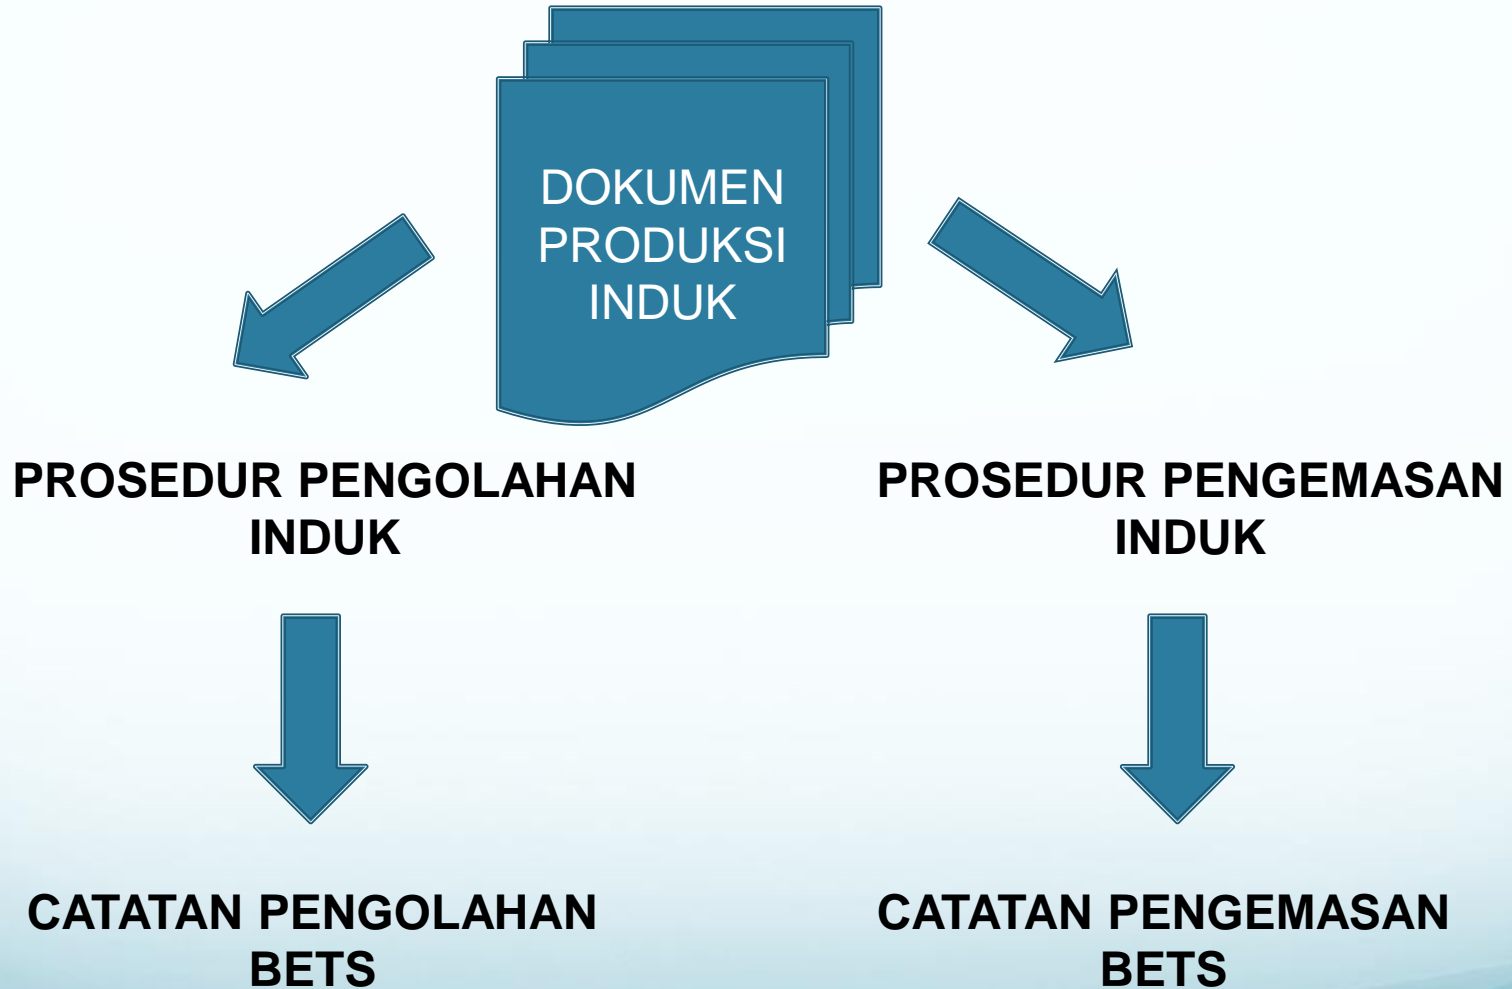 DOKUMEN
PRODUKSI
INDUK
PROSEDUR PENGOLAHAN
INDUK
PROSEDUR PENGEMASAN
INDUK
CATATAN PENGOLAHAN
BETS
CATATAN PENGEMASAN
BETS